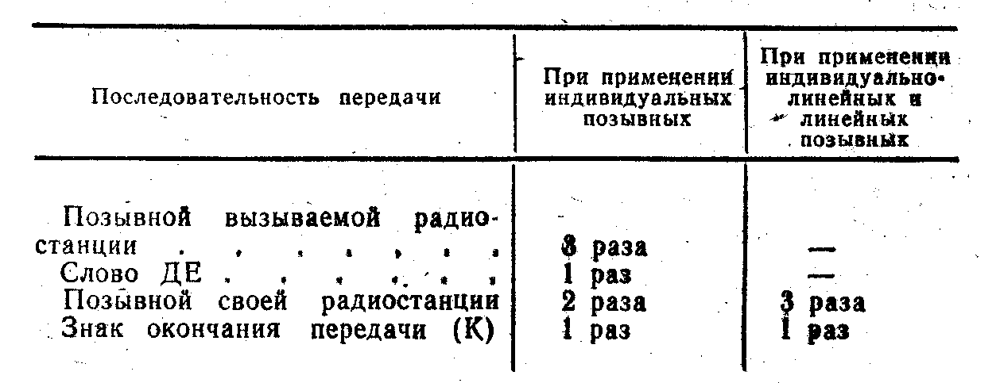 Последовательность передачи
При применении
индивидуальных
позывных
При применении
индивидуально-
линейных и
линейных
позывных
Позывной вызываемой радио-
станции . . . . . . . 3 раза —
Слово ДЕ . . . . . . 1 раз —
Позывной своей радиостанции 2 раза 3 раза
Знак окончания передачи (К) 1 раз 1 раз